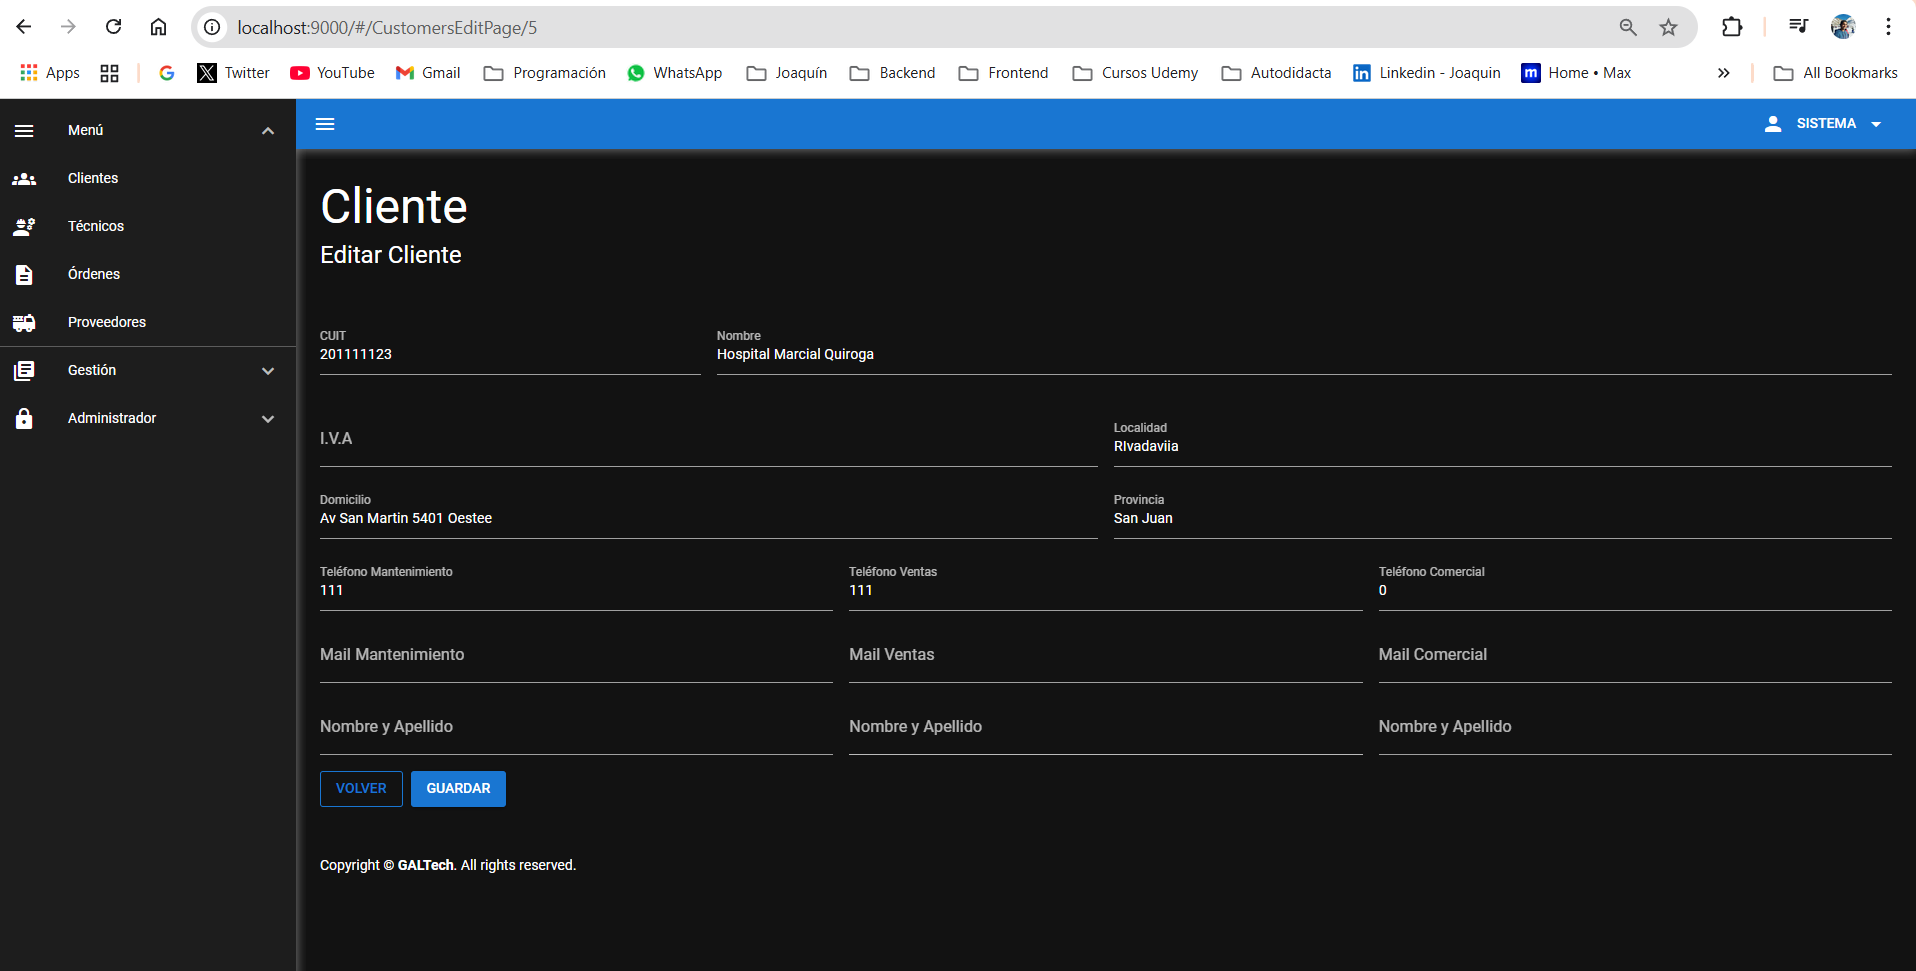 localhost:9000/#/CustomersEditPage/5
Apps Twitter YouTube Gmail Programación WhatsApp Joaquín Backend Frontend Cursos Udemy Autodidacta Linkedin - Joaquin Home • Max All Bookmarks
Menú
Clientes
Técnicos
Órdenes
Proveedores
Gestión
Administrador
SISTEMA
Cliente
Editar Cliente
CUIT Nombre
201111123 Hospital Marcial Quiroga
I.V.A
Localidad
RIvadaviia
Domicilio Provincia
Av San Martin 5401 Oestee San Juan
Teléfono Mantenimiento Teléfono Ventas Teléfono Comercial
111 111 0
Mail Mantenimiento Mail Ventas Mail Comercial
Nombre y Apellido Nombre y Apellido Nombre y Apellido
VOLVER GUARDAR
Copyright © GALTech. All rights reserved.